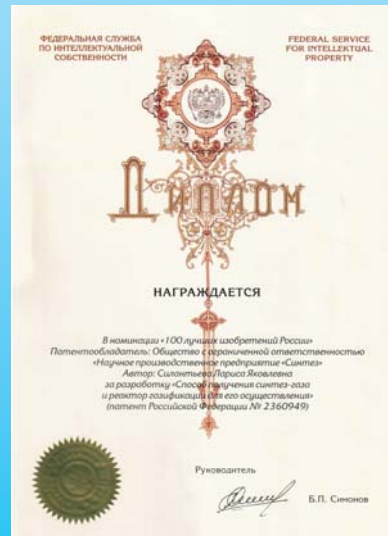 ФЕДЕРАЛЬНАЯ СЛУЖБА
ПО ИНТЕЛЛЕКТУАЛЬНОЙ
СОБСТВЕННОСТИ
FEDERAL SERVICE
FOR INTELLEKTUAL
PROPERTY
ДИПЛОМ
НАГРАЖДАЕТСЯ
В номинации «100 лучших изобретений России»
Патентообладатель: Общество с ограниченной ответственностью
«Научное производственное предприятие «Синтез»
Автор: Силантьева Лариса Яковлевна
за разработку «Способ получения синтез-газа
и реактор газификации для его осуществления»
(патент Российской Федерации № 2360949)
Руководитель
Б.П. Симонов